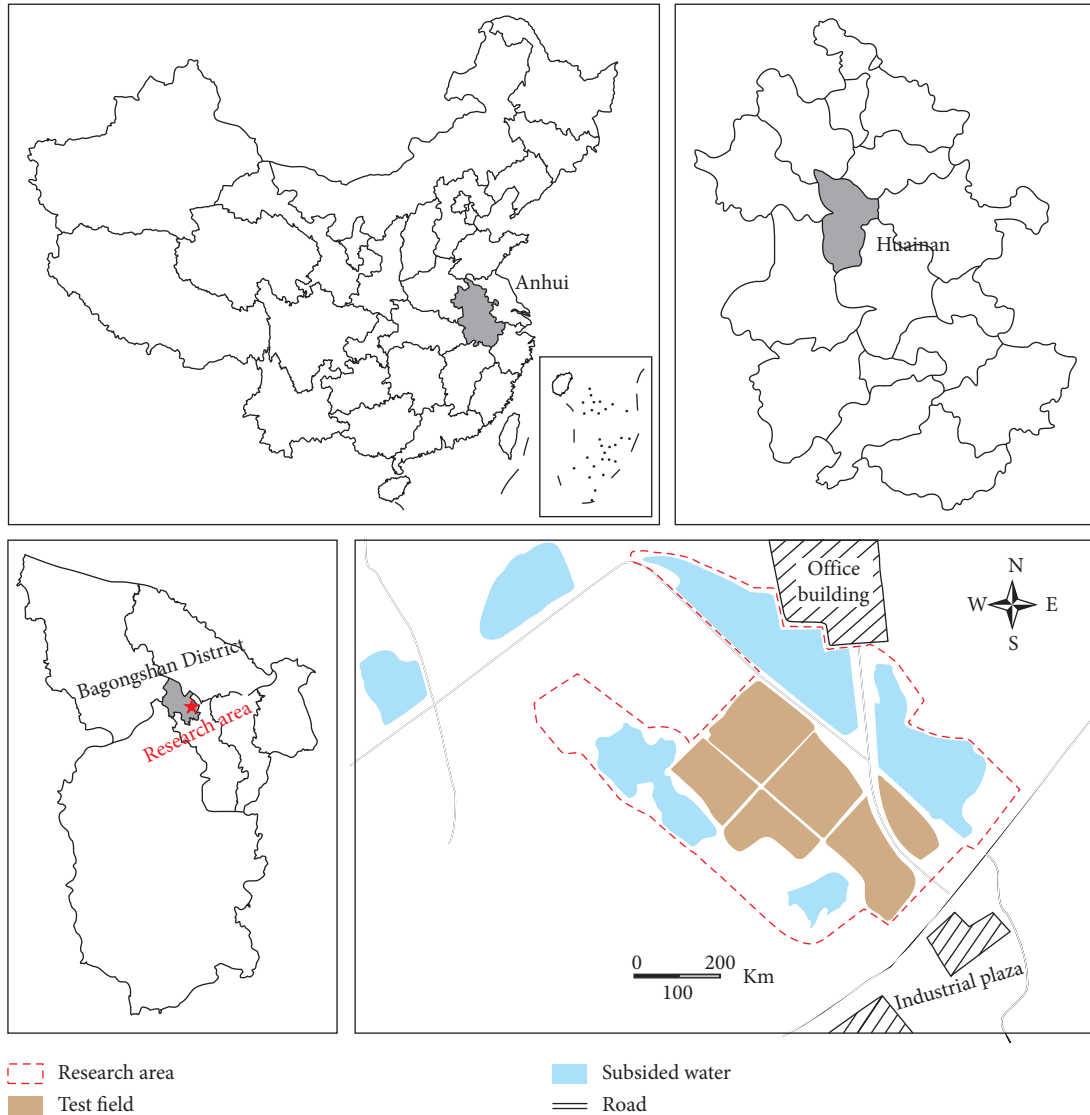 Anhui
Huainan
Bagongshan District
Research area
Office
building
N
W
E
S
0
200
Km
100
Industrial plaza
Research area
Subsided water
Test field
Road